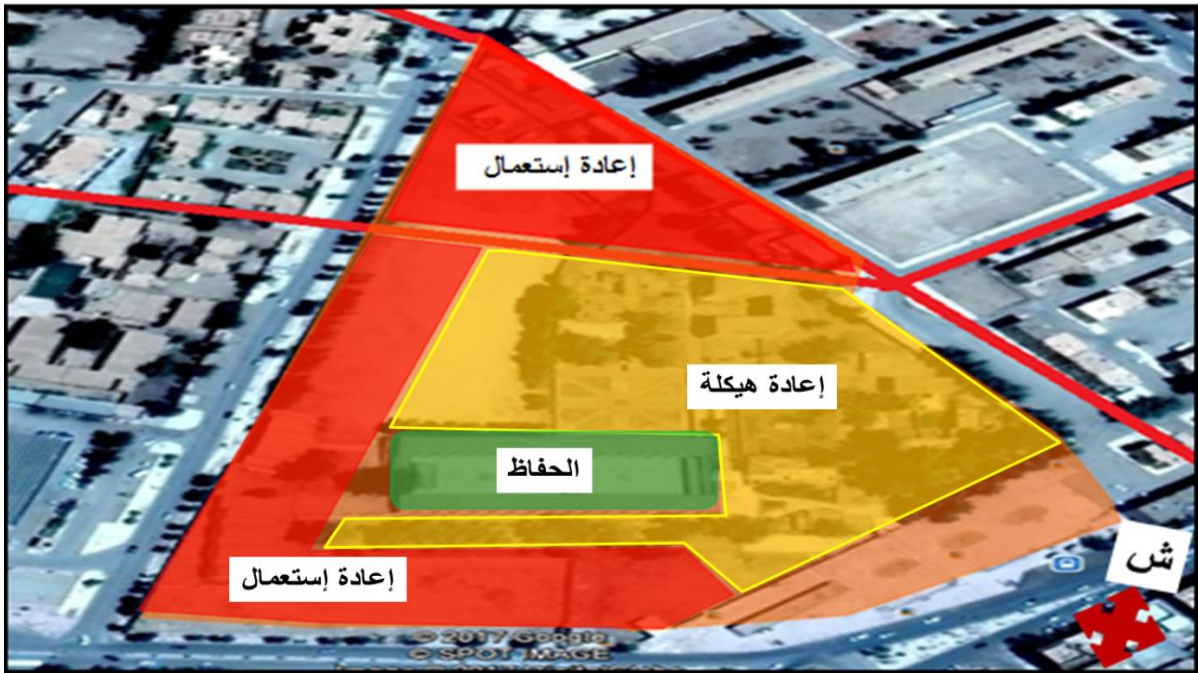 إعادة إستعمال
إعادة هيكلة
الحفاظ
إعادة إستعمال
ش
© 2017 Google
© SPOT IMAGE